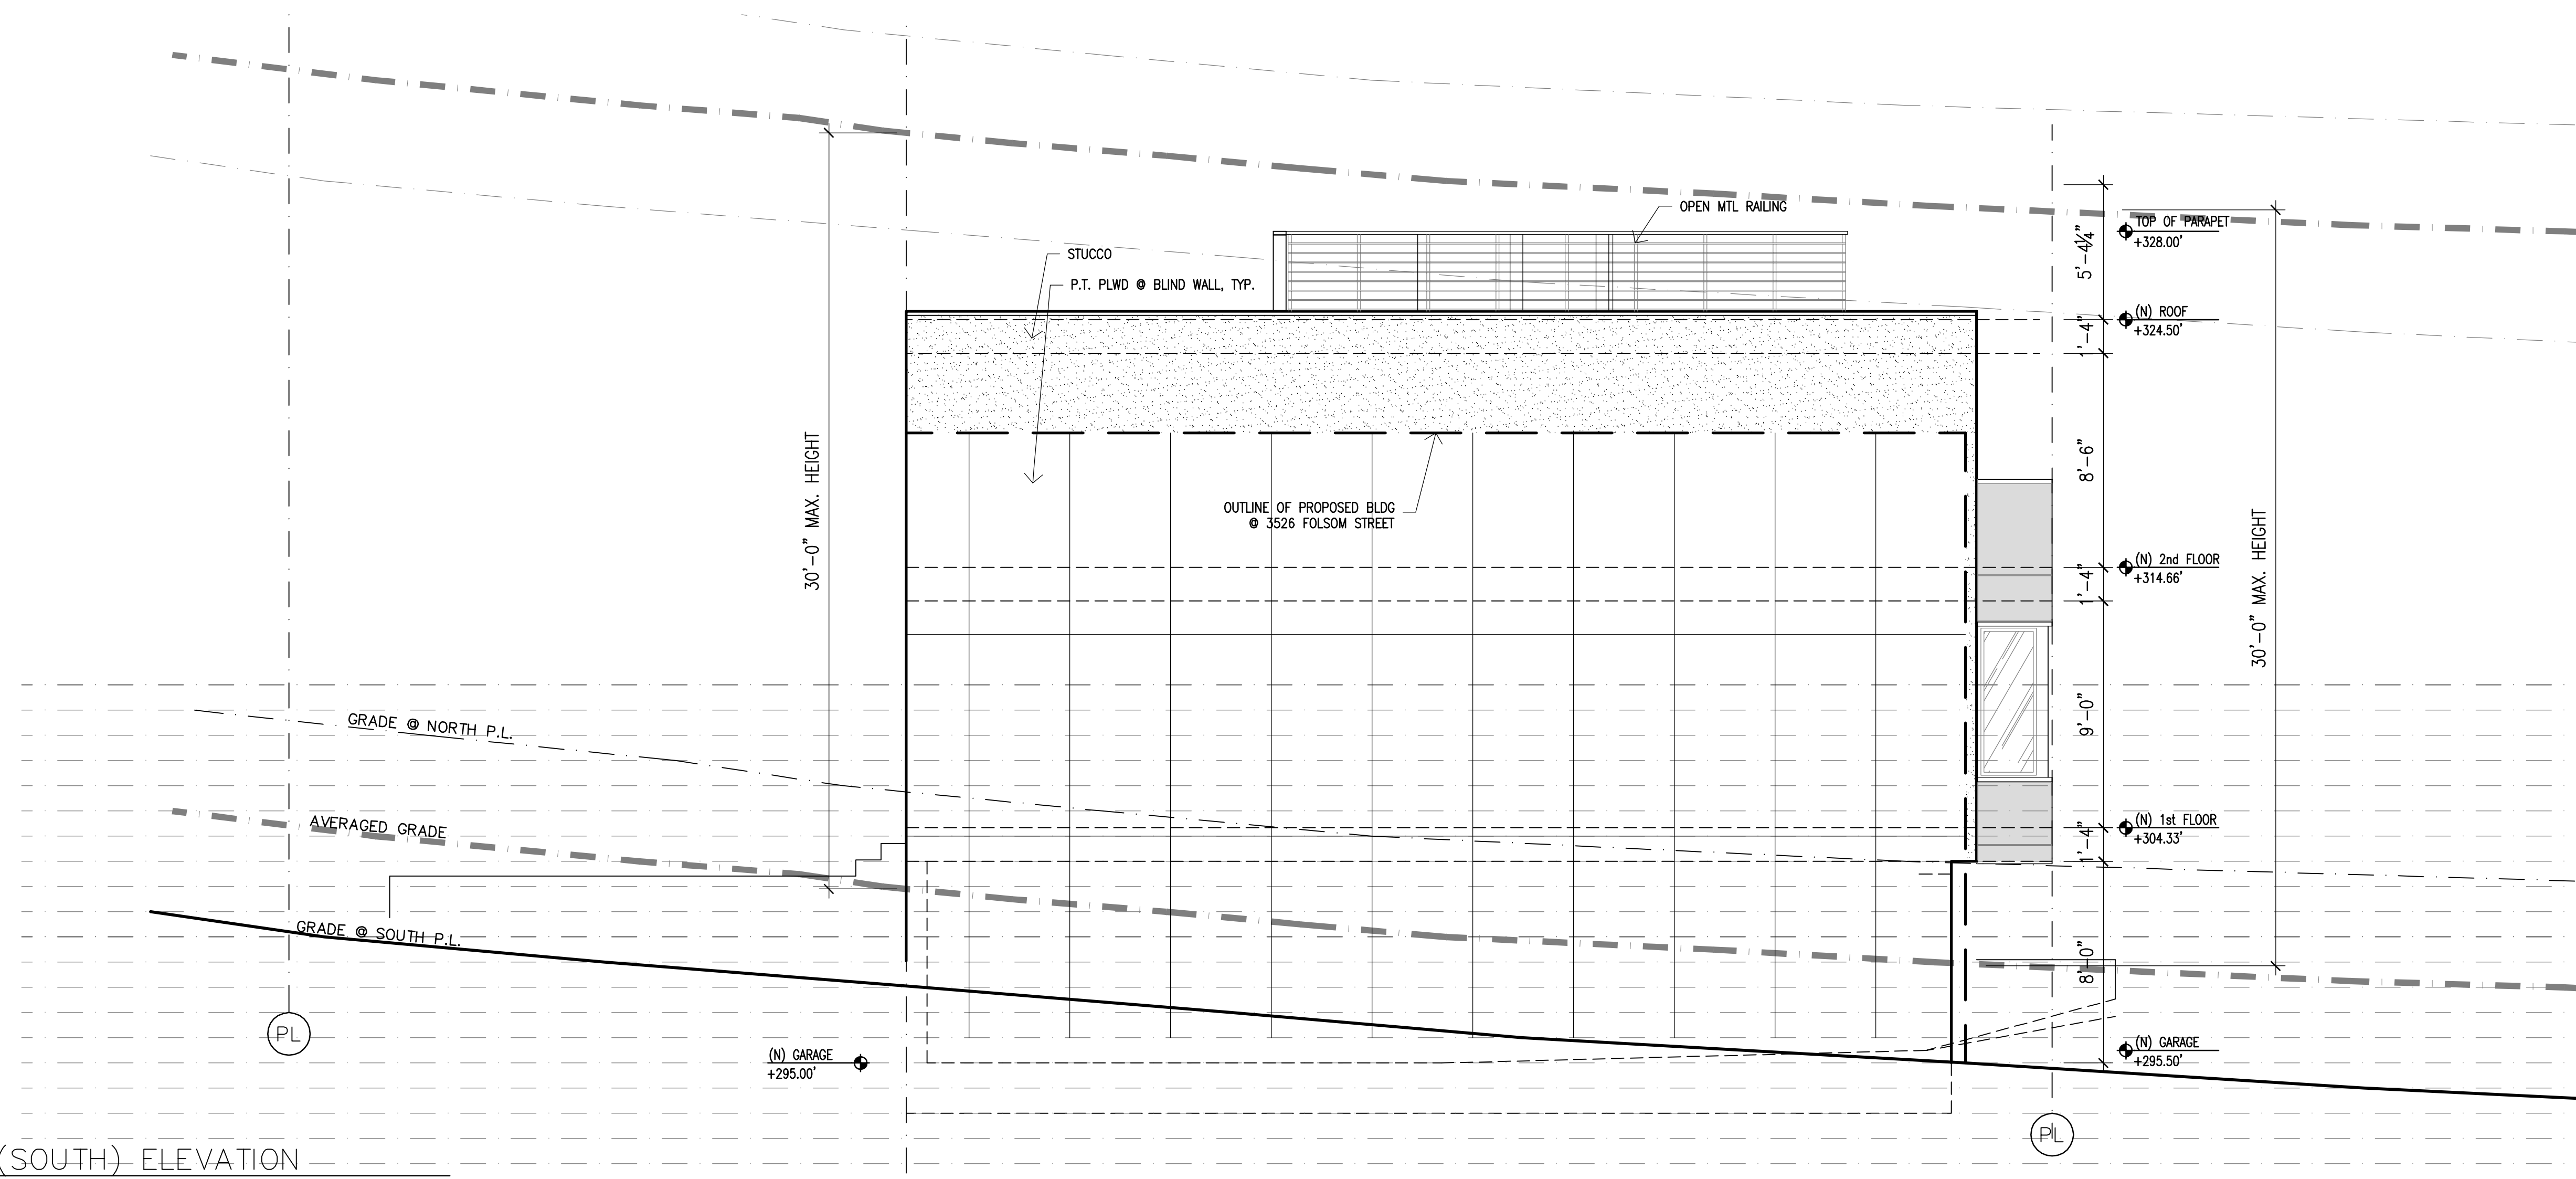 OPEN MTL RAILING
STUCCO
P.T. PLWD @ BLIND WALL, TYP.
TOP OF PARAPET
+328.00'
5'-4¼"
(N) ROOF
+324.50'
1'-4"
30'-0" MAX. HEIGHT
8'-6"
OUTLINE OF PROPOSED BLDG
@ 3526 FOLSOM STREET
30'-0" MAX. HEIGHT
(N) 2nd FLOOR
+314.66'
1'-4"
GRADE @ NORTH P.L.
9'-0"
AVERAGED GRADE
(N) 1st FLOOR
+304.33'
1'-4"
GRADE @ SOUTH P.L.
8'-0"
PL
(N) GARAGE
+295.00'
(N) GARAGE
+295.50'
PL
(SOUTH) ELEVATION